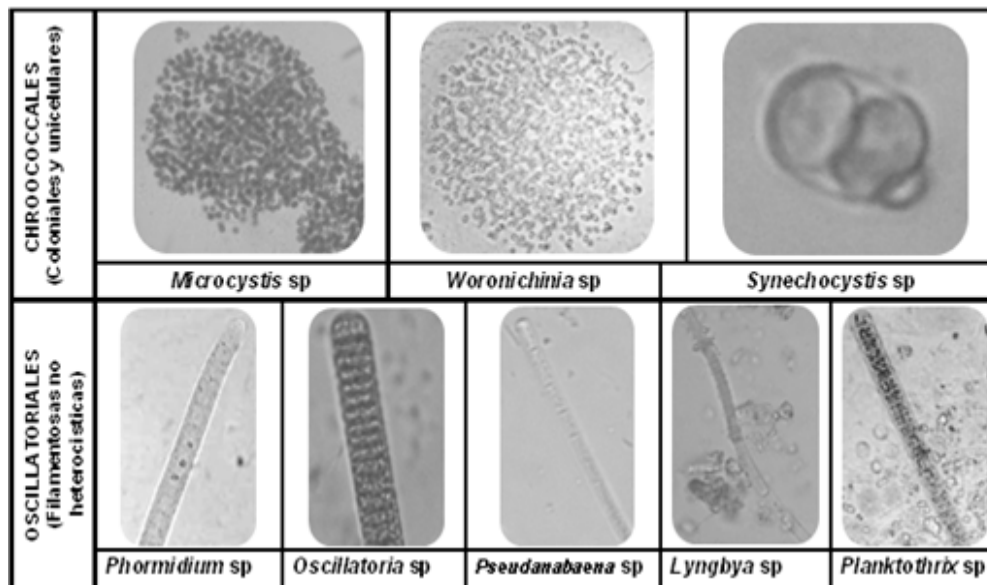 CHROOCOCCALES
(Coloniales y unicelulares)
Microcystis sp
Woronichinia sp
Synechocystis sp
OSCILLATORIALES
(Filamentosas no
heterocísticas)
Phormidium sp
Oscillatoria sp
Pseudanabaena sp
Lyngbya sp
Planktothrix sp